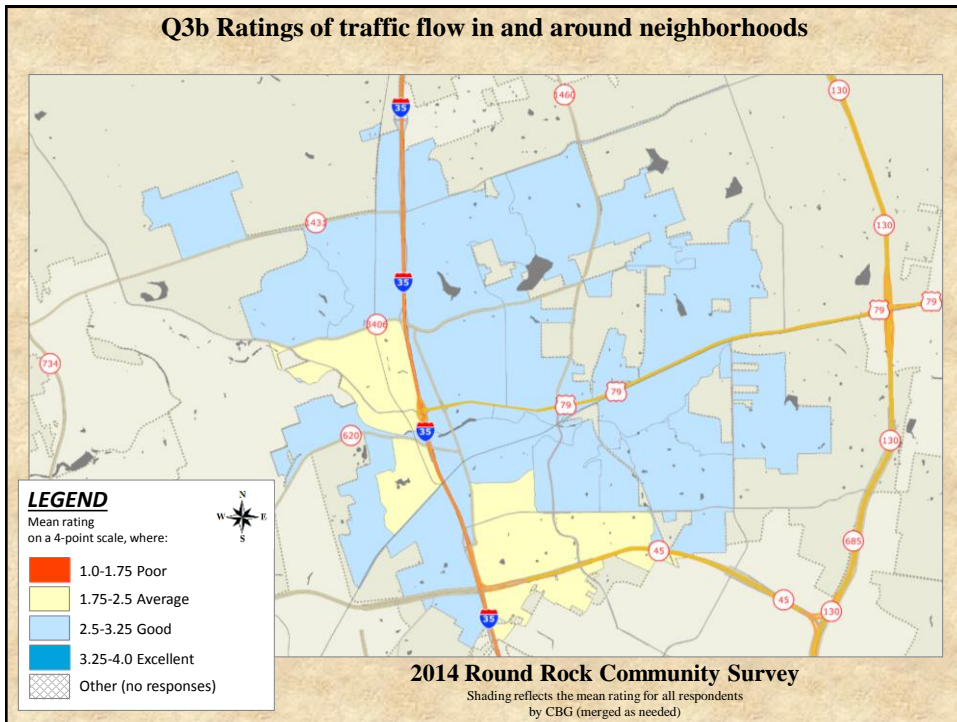 Q3b Ratings of traffic flow in and around neighborhoods
35
1460
130
1431
130
35
79
79
3406
734
79
79
620
35
130
45
685
45
130
35
LEGEND
Mean rating
on a 4-point scale, where:
N
W E
S
1.0-1.75 Poor
1.75-2.5 Average
2.5-3.25 Good
3.25-4.0 Excellent
Other (no responses)
2014 Round Rock Community Survey
Shading reflects the mean rating for all respondents
by CBG (merged as needed)